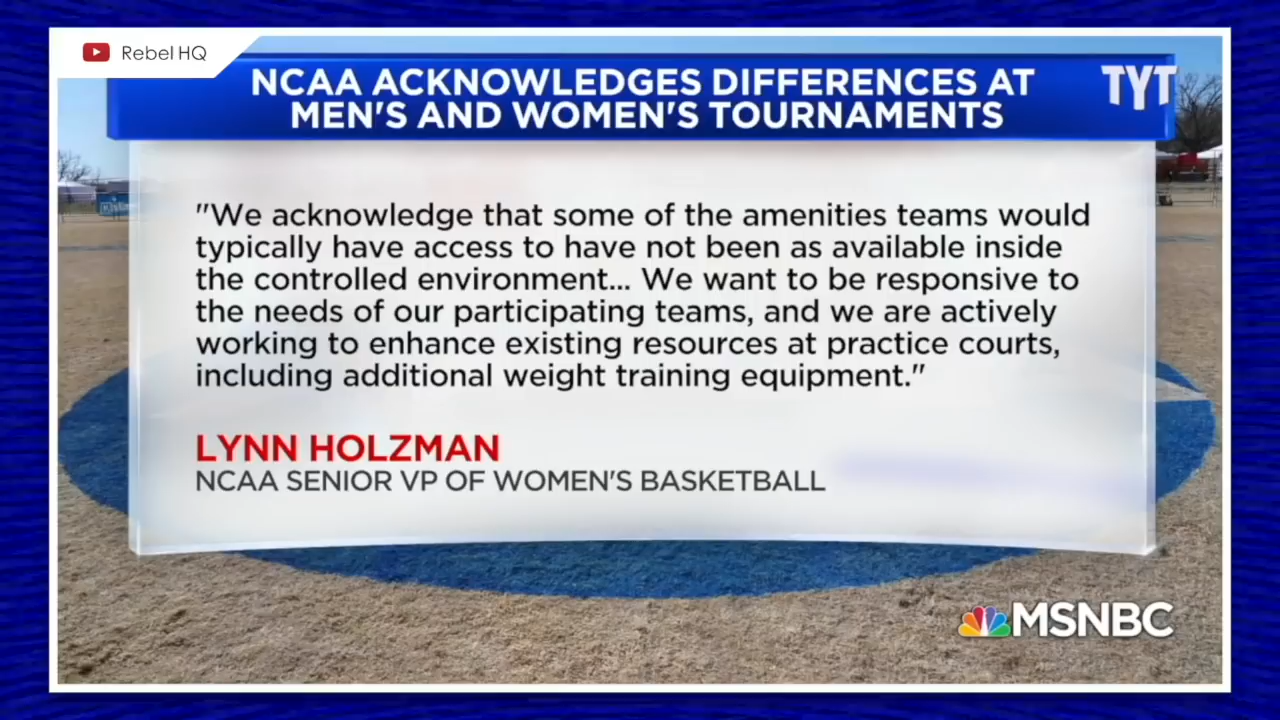 Rebel HQ
TYT
NCAA ACKNOWLEDGES DIFFERENCES AT
MEN'S AND WOMEN'S TOURNAMENTS
"We acknowledge that some of the amenities teams would
typically have access to have not been as available inside
the controlled environment... We want to be responsive to
the needs of our participating teams, and we are actively
working to enhance existing resources at practice courts,
including additional weight training equipment."
LYNN HOLZMAN
NCAA SENIOR VP OF WOMEN'S BASKETBALL
MSNBC